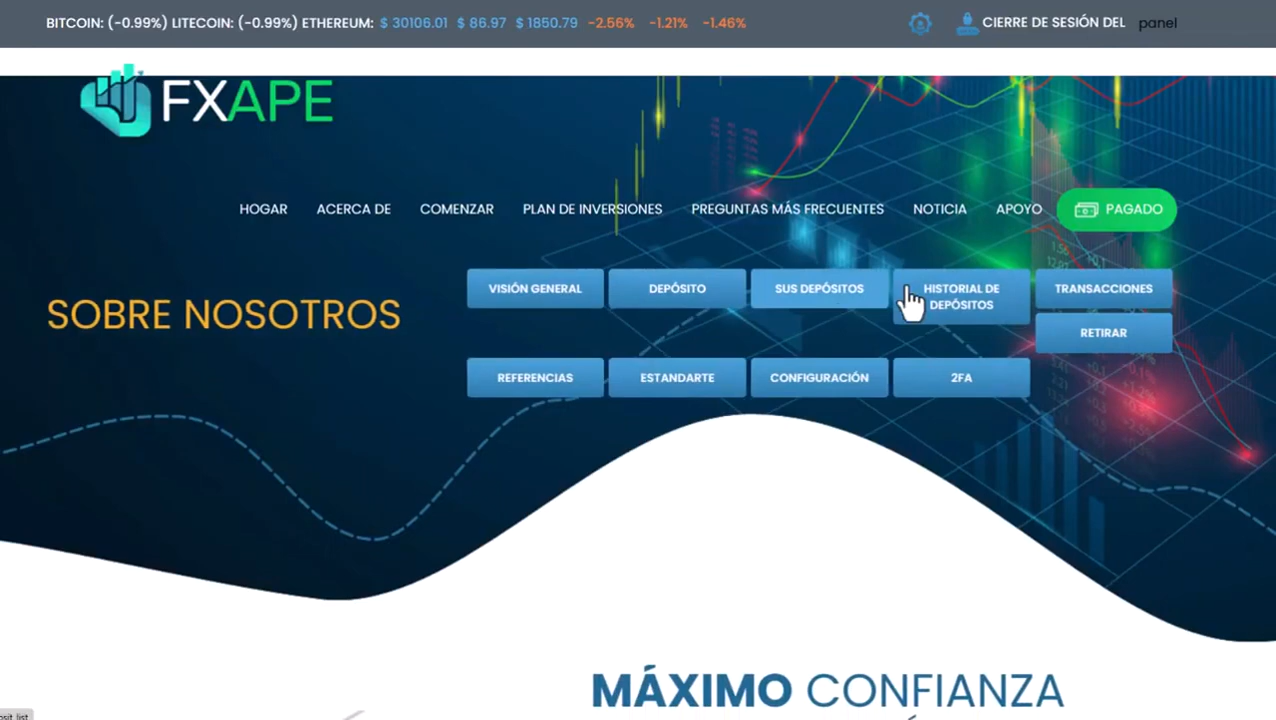 BITCOIN: (-0.99%) LITECOIN: (-0.99%) ETHEREUM: $ 30106.01 $ 86.97 $ 1850.79 -2.56% -1.21% -1.46% CIERRE DE SESIÓN DEL panel
FXAPE
HOGAR ACERCA DE COMENZAR PLAN DE INVERSIONES PREGUNTAS MÁS FRECUENTES NOTICIA APOYO PAGADO
SOBRE NOSOTROS
VISIÓN GENERAL DEPÓSITO SUS DEPÓSITOS HISTORIAL DE DEPÓSITOS TRANSACCIONES
RETIRAR
REFERENCIAS ESTANDARTE CONFIGURACIÓN 2FA
MÁXIMO CONFIANZA